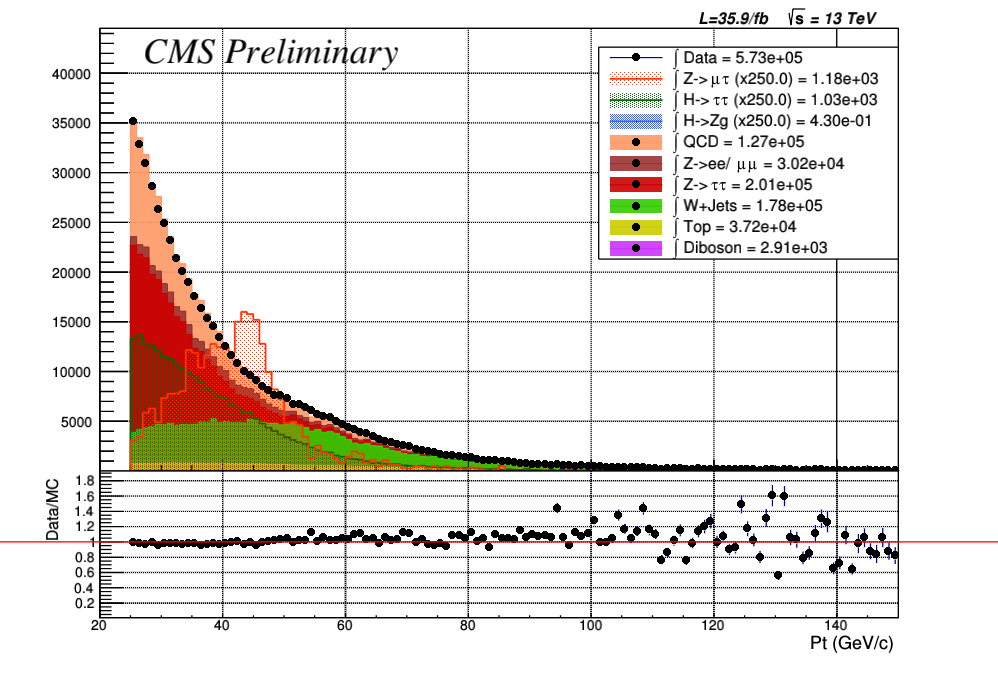 L=35.9/fb √s = 13 TeV
CMS Preliminary
∫ Data = 5.73e+05
∫ Z->μτ (x250.0) = 1.18e+03
∫ H->ττ (x250.0) = 1.03e+03
∫ H->Zg (x250.0) = 4.30e-01
∫ QCD = 1.27e+05
∫ Z->ee/ μμ = 3.02e+04
∫ Z->ττ = 2.01e+05
∫ W+Jets = 1.78e+05
∫ Top = 3.72e+04
∫ Diboson = 2.91e+03
40000
35000
30000
25000
20000
15000
10000
5000
Data/MC
1.8
1.6
1.4
1.2
1
0.8
0.6
0.4
0.2
20 40 60 80 100 120 140
Pt (GeV/c)